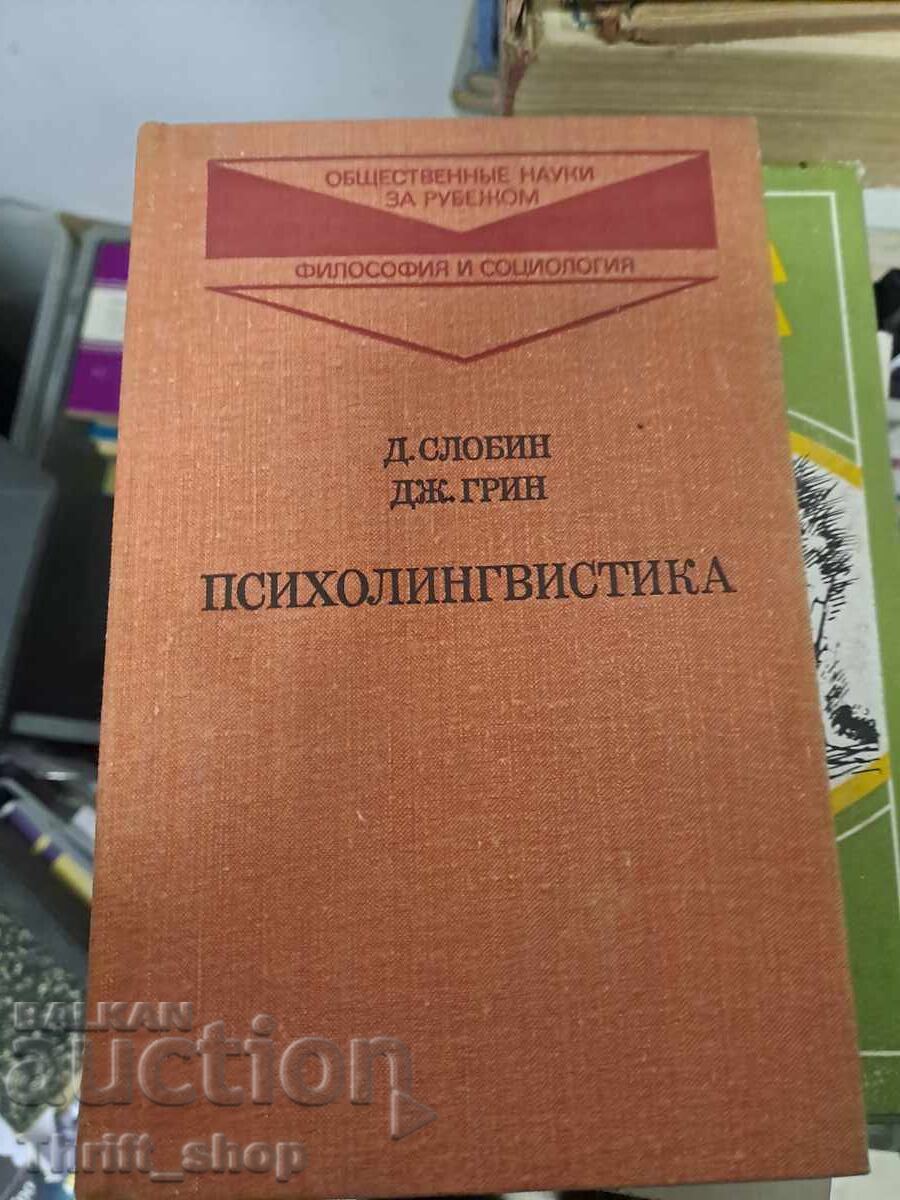 ОБЩЕСТВЕННЫЕ НАУКИ
ЗА РУБЕЖОМ
ФИЛОСОФИЯ И СОЦИОЛОГИЯ
Д. СЛОБИН
ДЖ. ГРИН
ПСИХОЛИНГВИСТИКА
BALKAN
auction
Thrift_shop